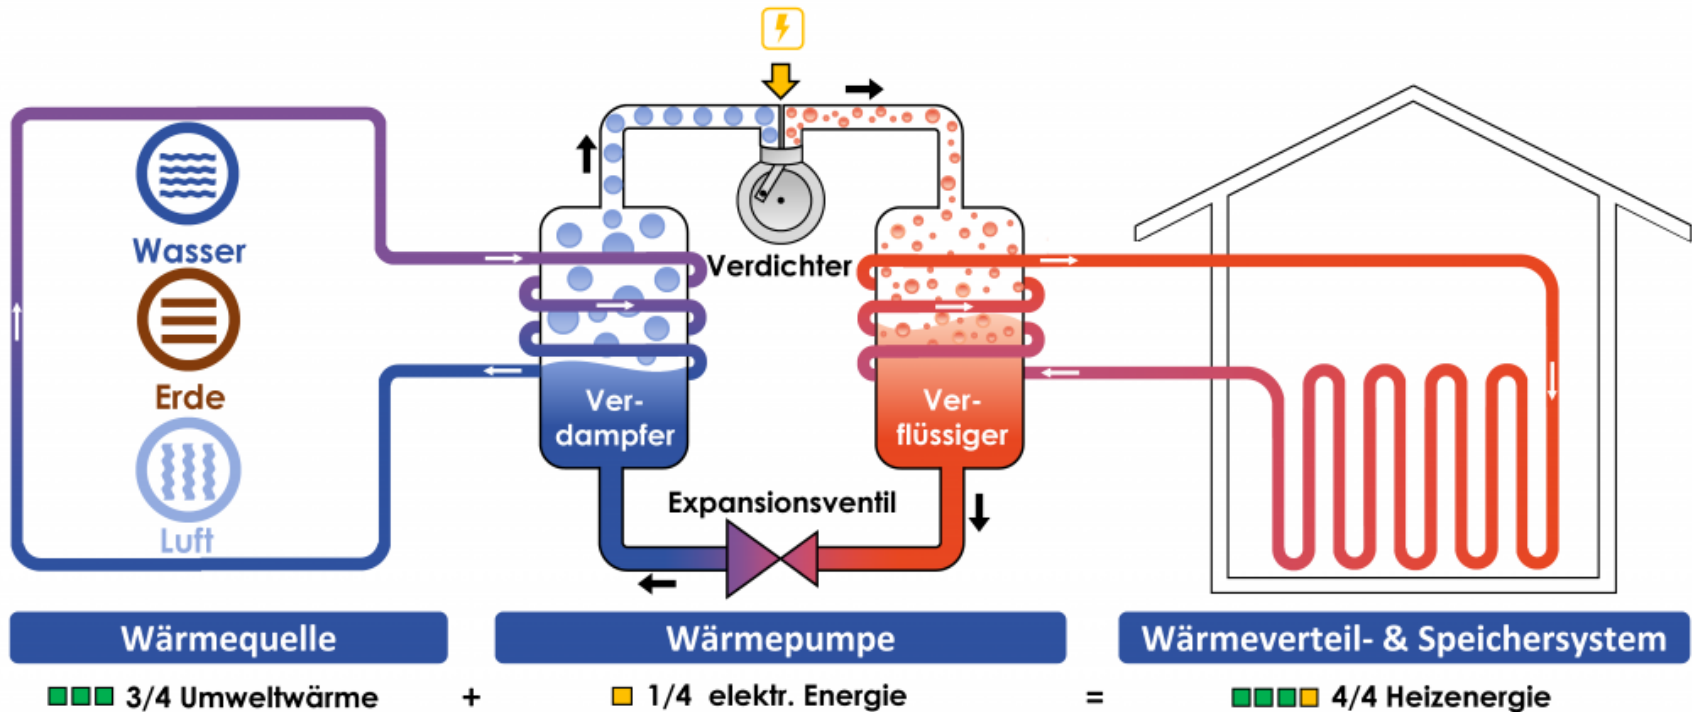 Wasser
Erde
Luft
Verdichter
Ver-
dampfer
Ver-
flüssiger
Expansionsventil
Wärmequelle
Wärmepumpe
Wärmeverteil- & Speichersystem
3/4 Umweltwärme
+
1/4 elektr. Energie
=
4/4 Heizenergie